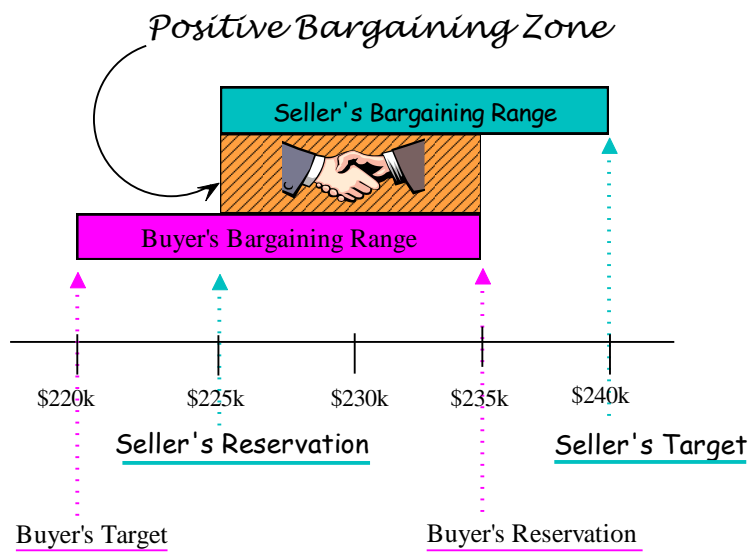 Positive Bargaining Zone
Seller's Bargaining Range
Buyer's Bargaining Range
$220k $225k $230k $235k $240k
Seller's Reservation Seller's Target
Buyer's Target Buyer's Reservation